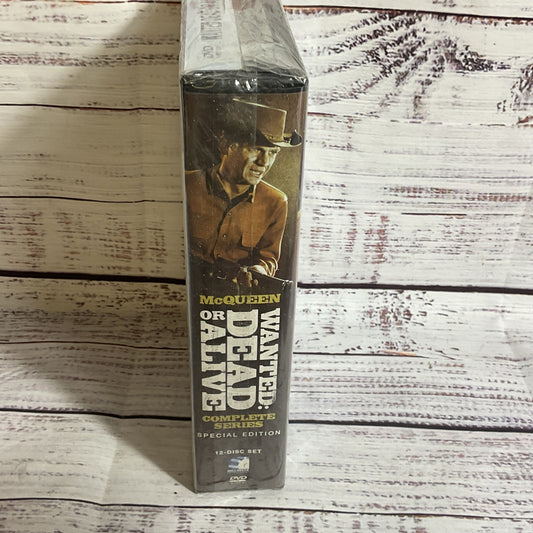 McQUEEN
WANTED:
DEAD
OR
ALIVE
COMPLETE
SERIES
SPECIAL EDITION
12-DISC SET
DVD